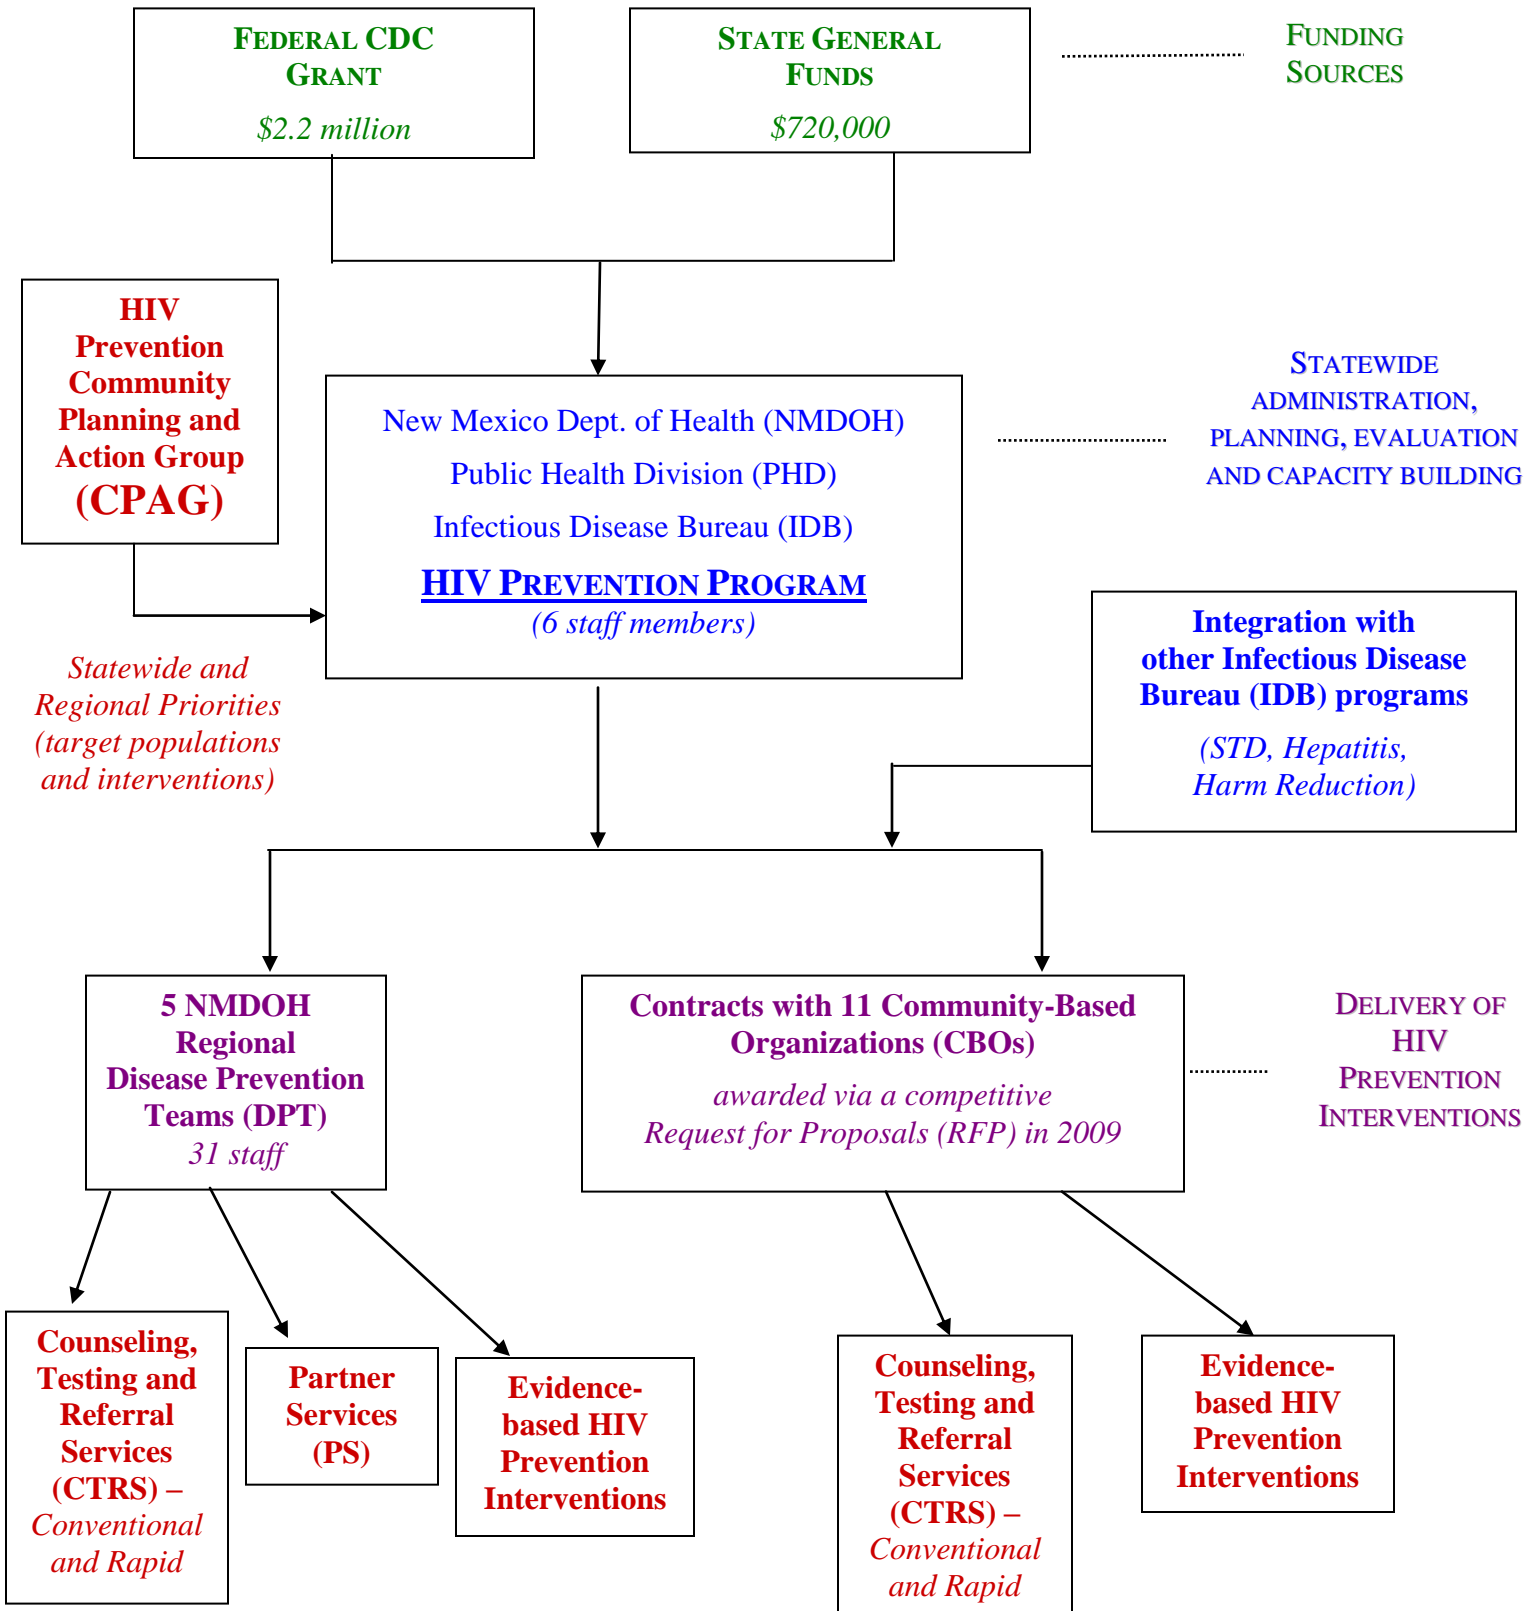 FEDERAL CDC
GRANT
$2.2 million
STATE GENERAL
FUNDS
$720,000
FUNDING
SOURCES
HIV
Prevention
Community
Planning and
Action Group
(CPAG)
New Mexico Dept. of Health (NMDOH)
Public Health Division (PHD)
Infectious Disease Bureau (IDB)
HIV PREVENTION PROGRAM
(6 staff members)
STATEWIDE
ADMINISTRATION,
PLANNING, EVALUATION
AND CAPACITY BUILDING
Statewide and
Regional Priorities
(target populations
and interventions)
Integration with
other Infectious Disease
Bureau (IDB) programs
(STD, Hepatitis,
Harm Reduction)
5 NMDOH
Regional
Disease Prevention
Teams (DPT)
31 staff
Contracts with 11 Community-Based
Organizations (CBOs)
awarded via a competitive
Request for Proposals (RFP) in 2009
DELIVERY OF
HIV
PREVENTION
INTERVENTIONS
Counseling,
Testing and
Referral
Services
(CTRS) –
Conventional
and Rapid
Partner
Services
(PS)
Evidence-
based HIV
Prevention
Interventions
Counseling,
Testing and
Referral
Services
(CTRS) –
Conventional
and Rapid
Evidence-
based HIV
Prevention
Interventions